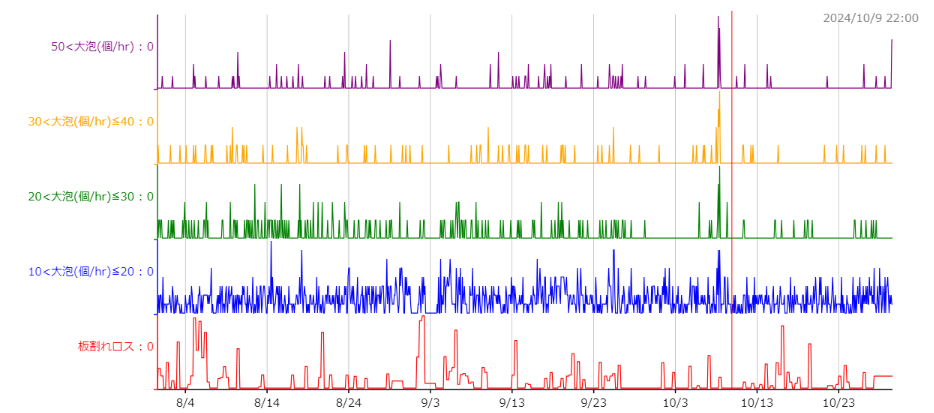 2024/10/9 22:00
50<大泡(個/hr) : 0
30<大泡(個/hr)≦40 : 0
20<大泡(個/hr)≦30 : 0
10<大泡(個/hr)≦20 : 0
板割れロス : 0
8/4 8/14 8/24 9/3 9/13 9/23 10/3 10/13 10/23